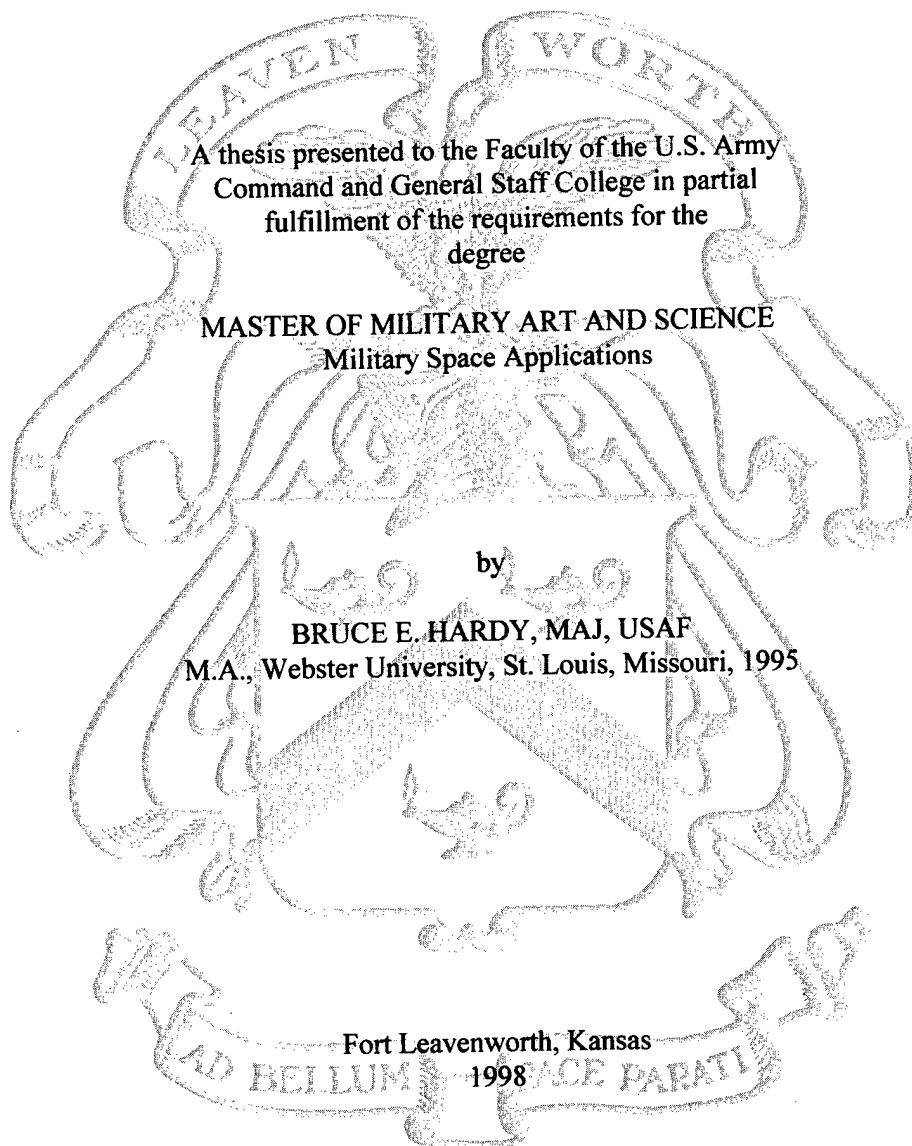 LEAVEN WORTH
A thesis presented to the Faculty of the U.S. Army
Command and General Staff College in partial
fulfillment of the requirements for the
degree
MASTER OF MILITARY ART AND SCIENCE
Military Space Applications
by
BRUCE E. HARDY, MAJ, USAF
M.A., Webster University, St. Louis, Missouri, 1995
Fort Leavenworth, Kansas
1998
AD BELLUM PACE PARATI